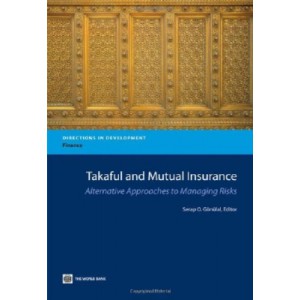 DIRECTIONS IN DEVELOPMENT
Finance
Takaful and Mutual Insurance
Alternative Approaches to Managing Risks
Serap O. Gönülal, Editor
THE WORLD BANK